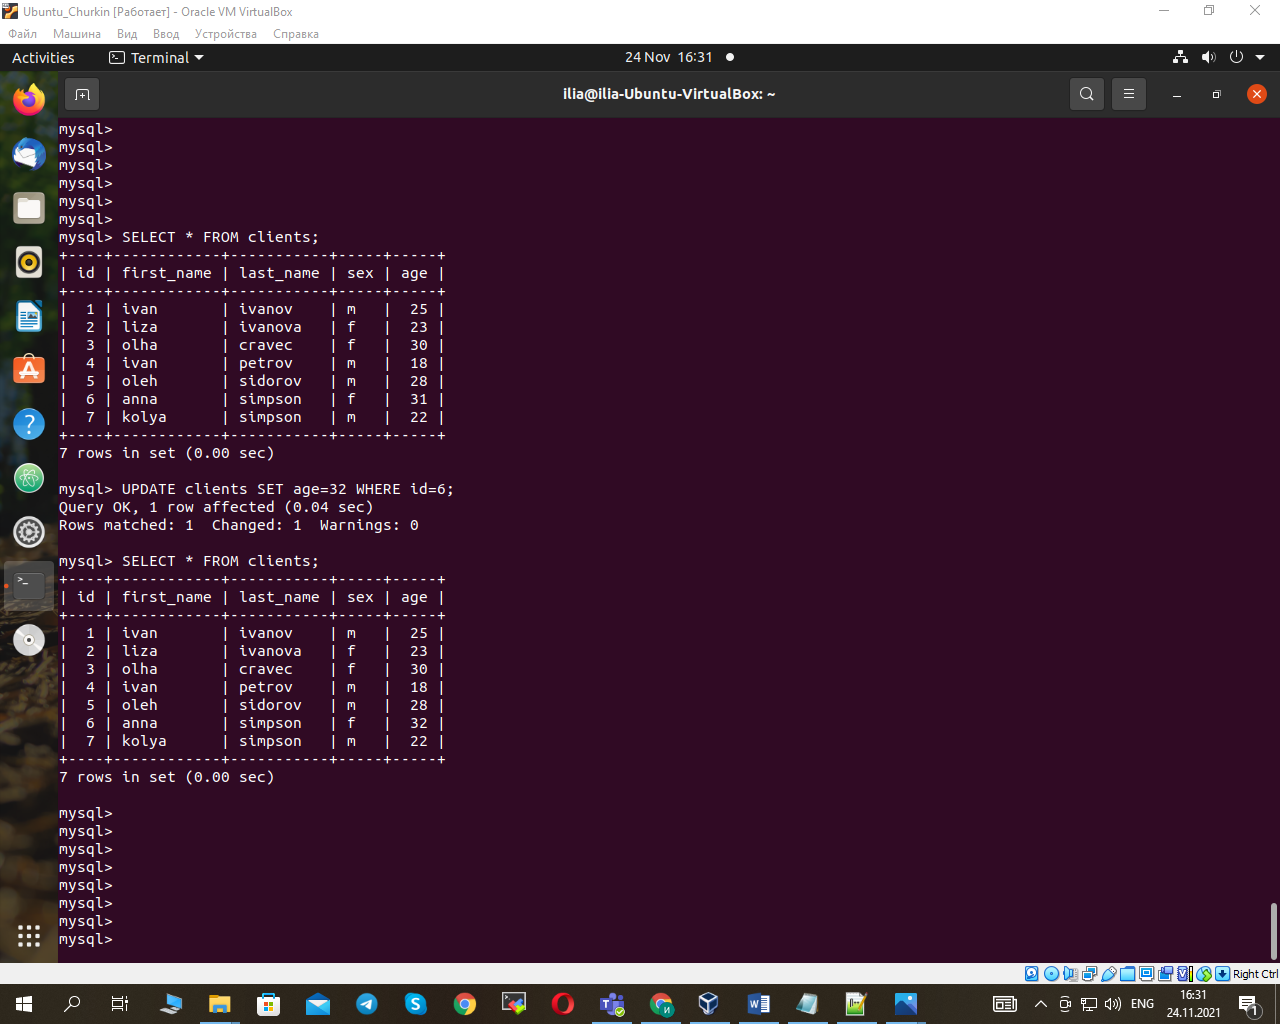 Ubuntu_Churkin [Работает] - Oracle VM VirtualBox
Файл Машина Вид Ввод Устройства Справка
Activities Terminal 24 Nov 16:31
ilia@ilia-Ubuntu-VirtualBox: ~
mysql>
mysql>
mysql>
mysql>
mysql>
mysql>
mysql> SELECT * FROM clients;
+----+------------+-----------+-----+-----+
| id | first_name | last_name | sex | age |
+----+------------+-----------+-----+-----+
|  1 | ivan       | ivanov    | m   |  25 |
|  2 | liza       | ivanova   | f   |  23 |
|  3 | olha       | cravec    | f   |  30 |
|  4 | ivan       | petrov    | m   |  18 |
|  5 | oleh       | sidorov   | m   |  28 |
|  6 | anna       | simpson   | f   |  31 |
|  7 | kolya      | simpson   | m   |  22 |
+----+------------+-----------+-----+-----+
7 rows in set (0.00 sec)
mysql> UPDATE clients SET age=32 WHERE id=6;
Query OK, 1 row affected (0.04 sec)
Rows matched: 1  Changed: 1  Warnings: 0
mysql> SELECT * FROM clients;
+----+------------+-----------+-----+-----+
| id | first_name | last_name | sex | age |
+----+------------+-----------+-----+-----+
|  1 | ivan       | ivanov    | m   |  25 |
|  2 | liza       | ivanova   | f   |  23 |
|  3 | olha       | cravec    | f   |  30 |
|  4 | ivan       | petrov    | m   |  18 |
|  5 | oleh       | sidorov   | m   |  28 |
|  6 | anna       | simpson   | f   |  32 |
|  7 | kolya      | simpson   | m   |  22 |
+----+------------+-----------+-----+-----+
7 rows in set (0.00 sec)
mysql>
mysql>
mysql>
mysql>
mysql>
mysql>
mysql>
mysql>
Right Ctrl
ENG 16:31
24.11.2021 1